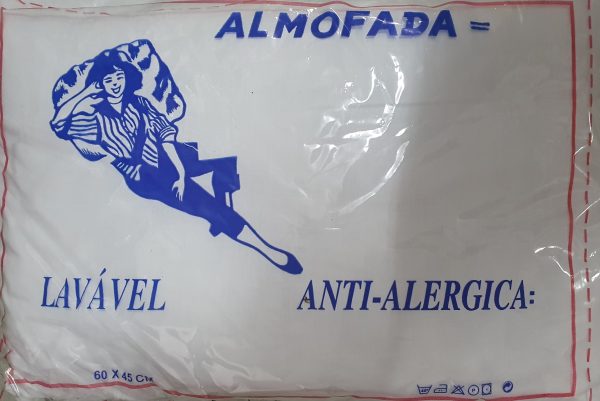 ALMOFADA =
LAVÁVEL
ANTI-ALERGICA:
60 X 45 CM